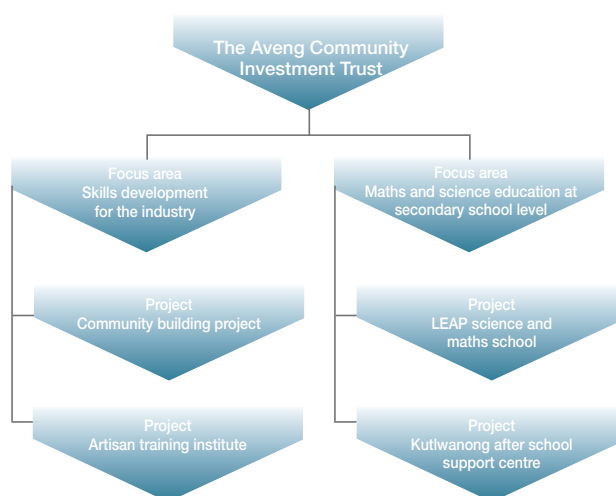 The Aveng Community
Investment Trust
Focus area
Skills development
for the industry
Focus area
Maths and science education at
secondary school level
Project
Community building project
Project
LEAP science and
maths school
Project
Artisan training institute
Project
Kutlwanong after school
support centre